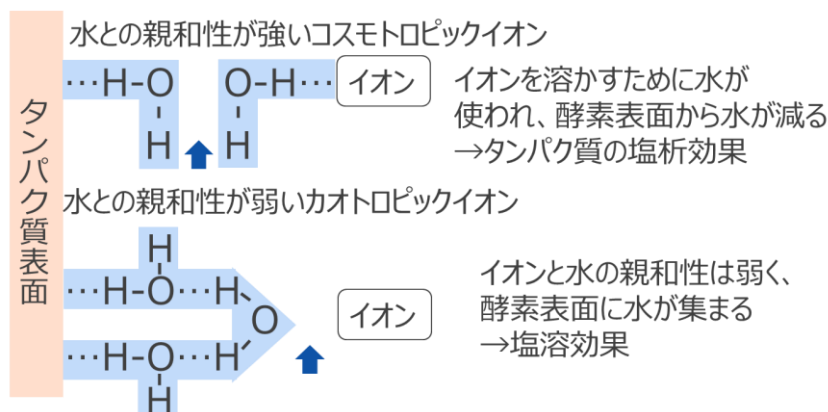 水との親和性が強いコスモトロピックイオン
…H-O O-H…イオン
H H
イオンを溶かすために水が
使われ、酵素表面から水が減る
→タンパク質の塩析効果
タンパク質表面
水との親和性が弱いカオトロピックイオン
H
…H-O…H
O
…H-O…H
H
イオン
イオンと水の親和性は弱く、
酵素表面に水が集まる
→塩溶効果